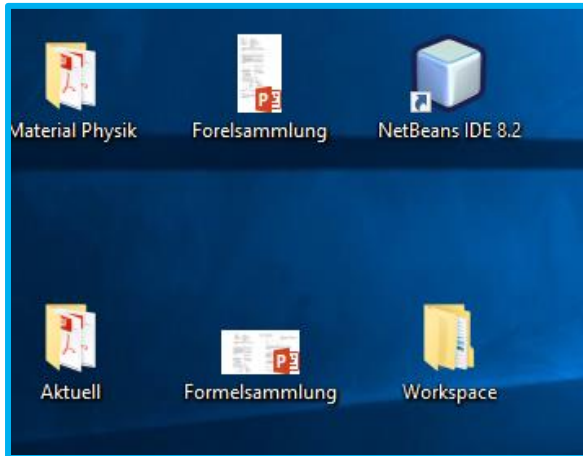 Material Physik
Forelsammlung
NetBeans IDE 8.2
Aktuell
Formelsammlung
Workspace